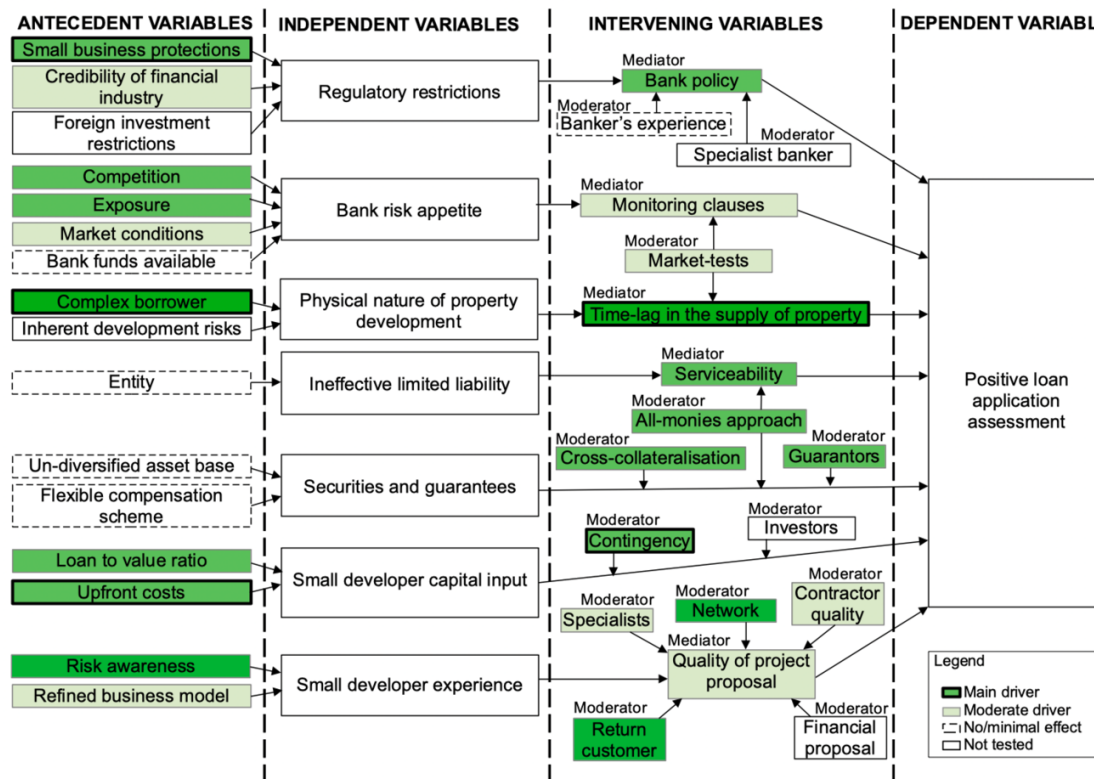 ANTECEDENT VARIABLES
INDEPENDENT VARIABLES
INTERVENING VARIABLES
DEPENDENT VARIABL
Small business protections
Credibility of financial
industry
Foreign investment
restrictions
Regulatory restrictions
Mediator
Bank policy
Moderator
Banker's experience
Moderator
Specialist banker
Competition
Exposure
Market conditions
Bank funds available
Bank risk appetite
Mediator
Monitoring clauses
Moderator
Market-tests
Complex borrower
Inherent development risks
Physical nature of property
development
Mediator
Time-lag in the supply of property
Entity
Ineffective limited liability
Mediator
Serviceability
Moderator
All-monies approach
Moderator
Cross-collateralisation
Moderator
Guarantors
Un-diversified asset base
Flexible compensation
scheme
Securities and guarantees
Moderator
Contingency
Moderator
Investors
Loan to value ratio
Upfront costs
Small developer capital input
Moderator
Specialists
Moderator
Network
Moderator
Contractor
quality
Risk awareness
Refined business model
Small developer experience
Mediator
Quality of project
proposal
Moderator
Return
customer
Moderator
Financial
proposal
Positive loan
application
assessment
Legend
Main driver
Moderate driver
No/minimal effect
Not tested